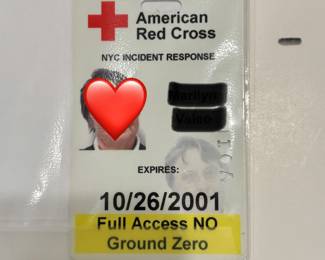 American
Red Cross
NYC INCIDENT RESPONSE
EXPIRES:
10/26/2001
Full Access NO
Ground Zero